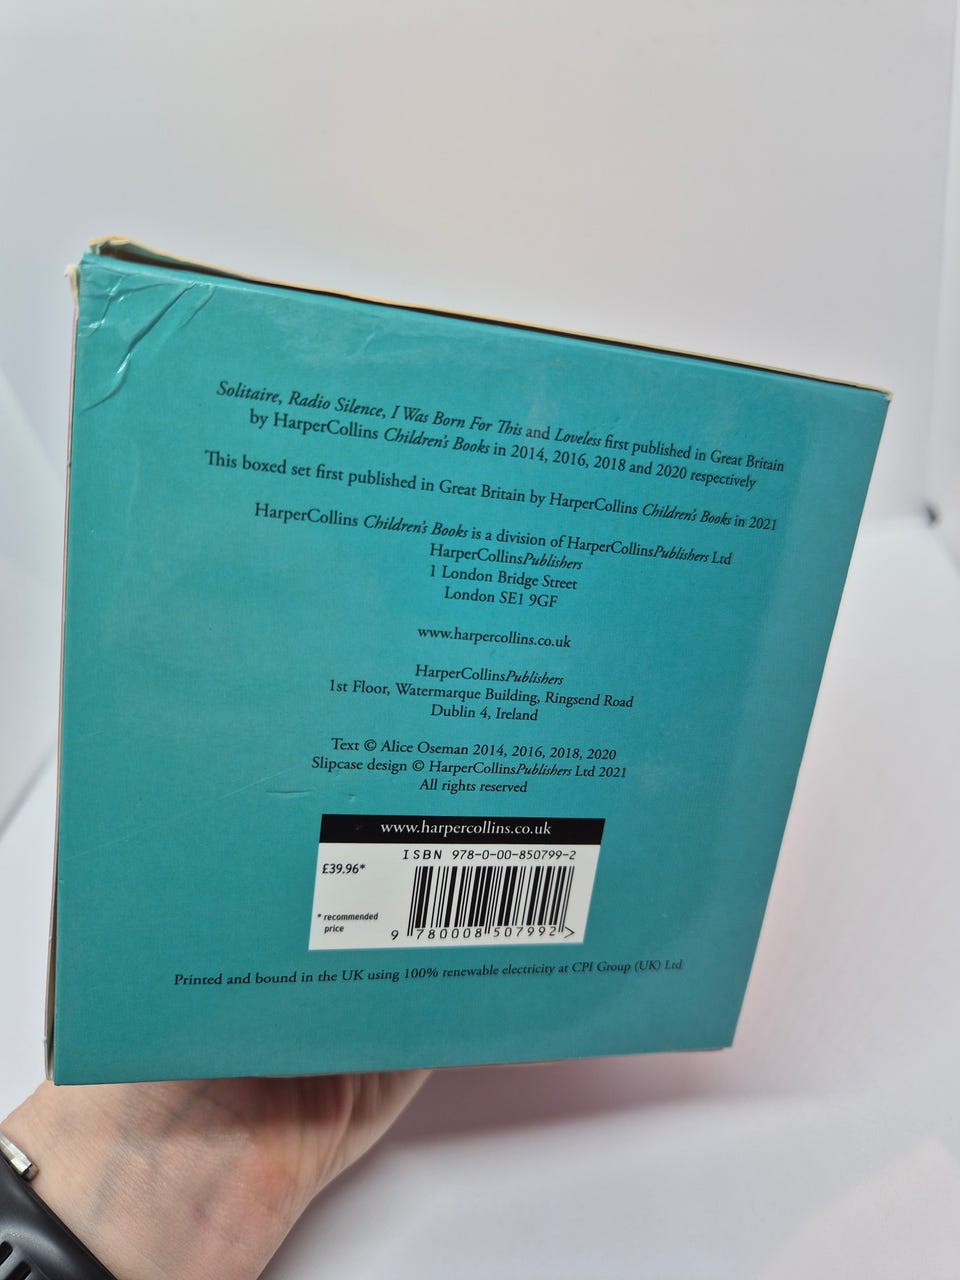 Solitaire, Radio Silence, I Was Born For This and Loveless first published in Great Britain
by HarperCollins Children's Books in 2014, 2016, 2018 and 2020 respectively
This boxed set first published in Great Britain by HarperCollins Children's Books in 2021
HarperCollins Children's Books is a division of HarperCollinsPublishers Ltd
HarperCollinsPublishers
1 London Bridge Street
London SE1 9GF
www.harpercollins.co.uk
HarperCollinsPublishers
1st Floor, Watermarque Building, Ringsend Road
Dublin 4, Ireland
Text © Alice Oseman 2014, 2016, 2018, 2020
Slipcase design © HarperCollinsPublishers Ltd 2021
All rights reserved
www.harpercollins.co.uk
ISBN 978-0-00-850799-2
£39.96*
* recommended
price
9 780008 507992 >
Printed and bound in the UK using 100% renewable electricity at CPI Group (UK) Ltd